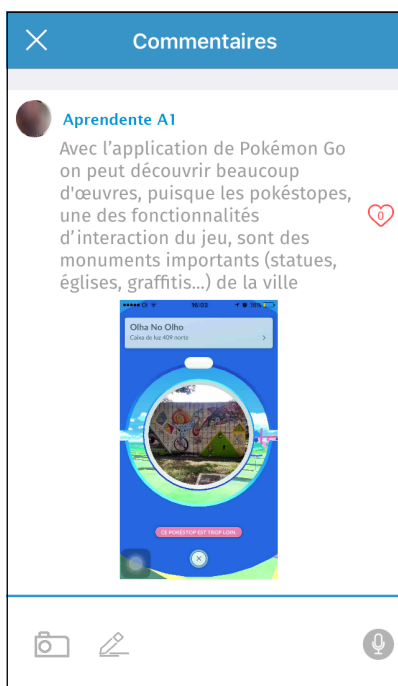 Commentaires
Aprendente A1
Avec l’application de Pokémon Go
on peut découvrir beaucoup
d'œuvres, puisque les pokéstopes,
une des fonctionnalités
d’interaction du jeu, sont des
monuments importants (statues,
églises, graffitis...) de la ville
0
16:03
Olha No Olho
Caixa de luz 409 norte
CE POKÉSTOP EST TROP LOIN.